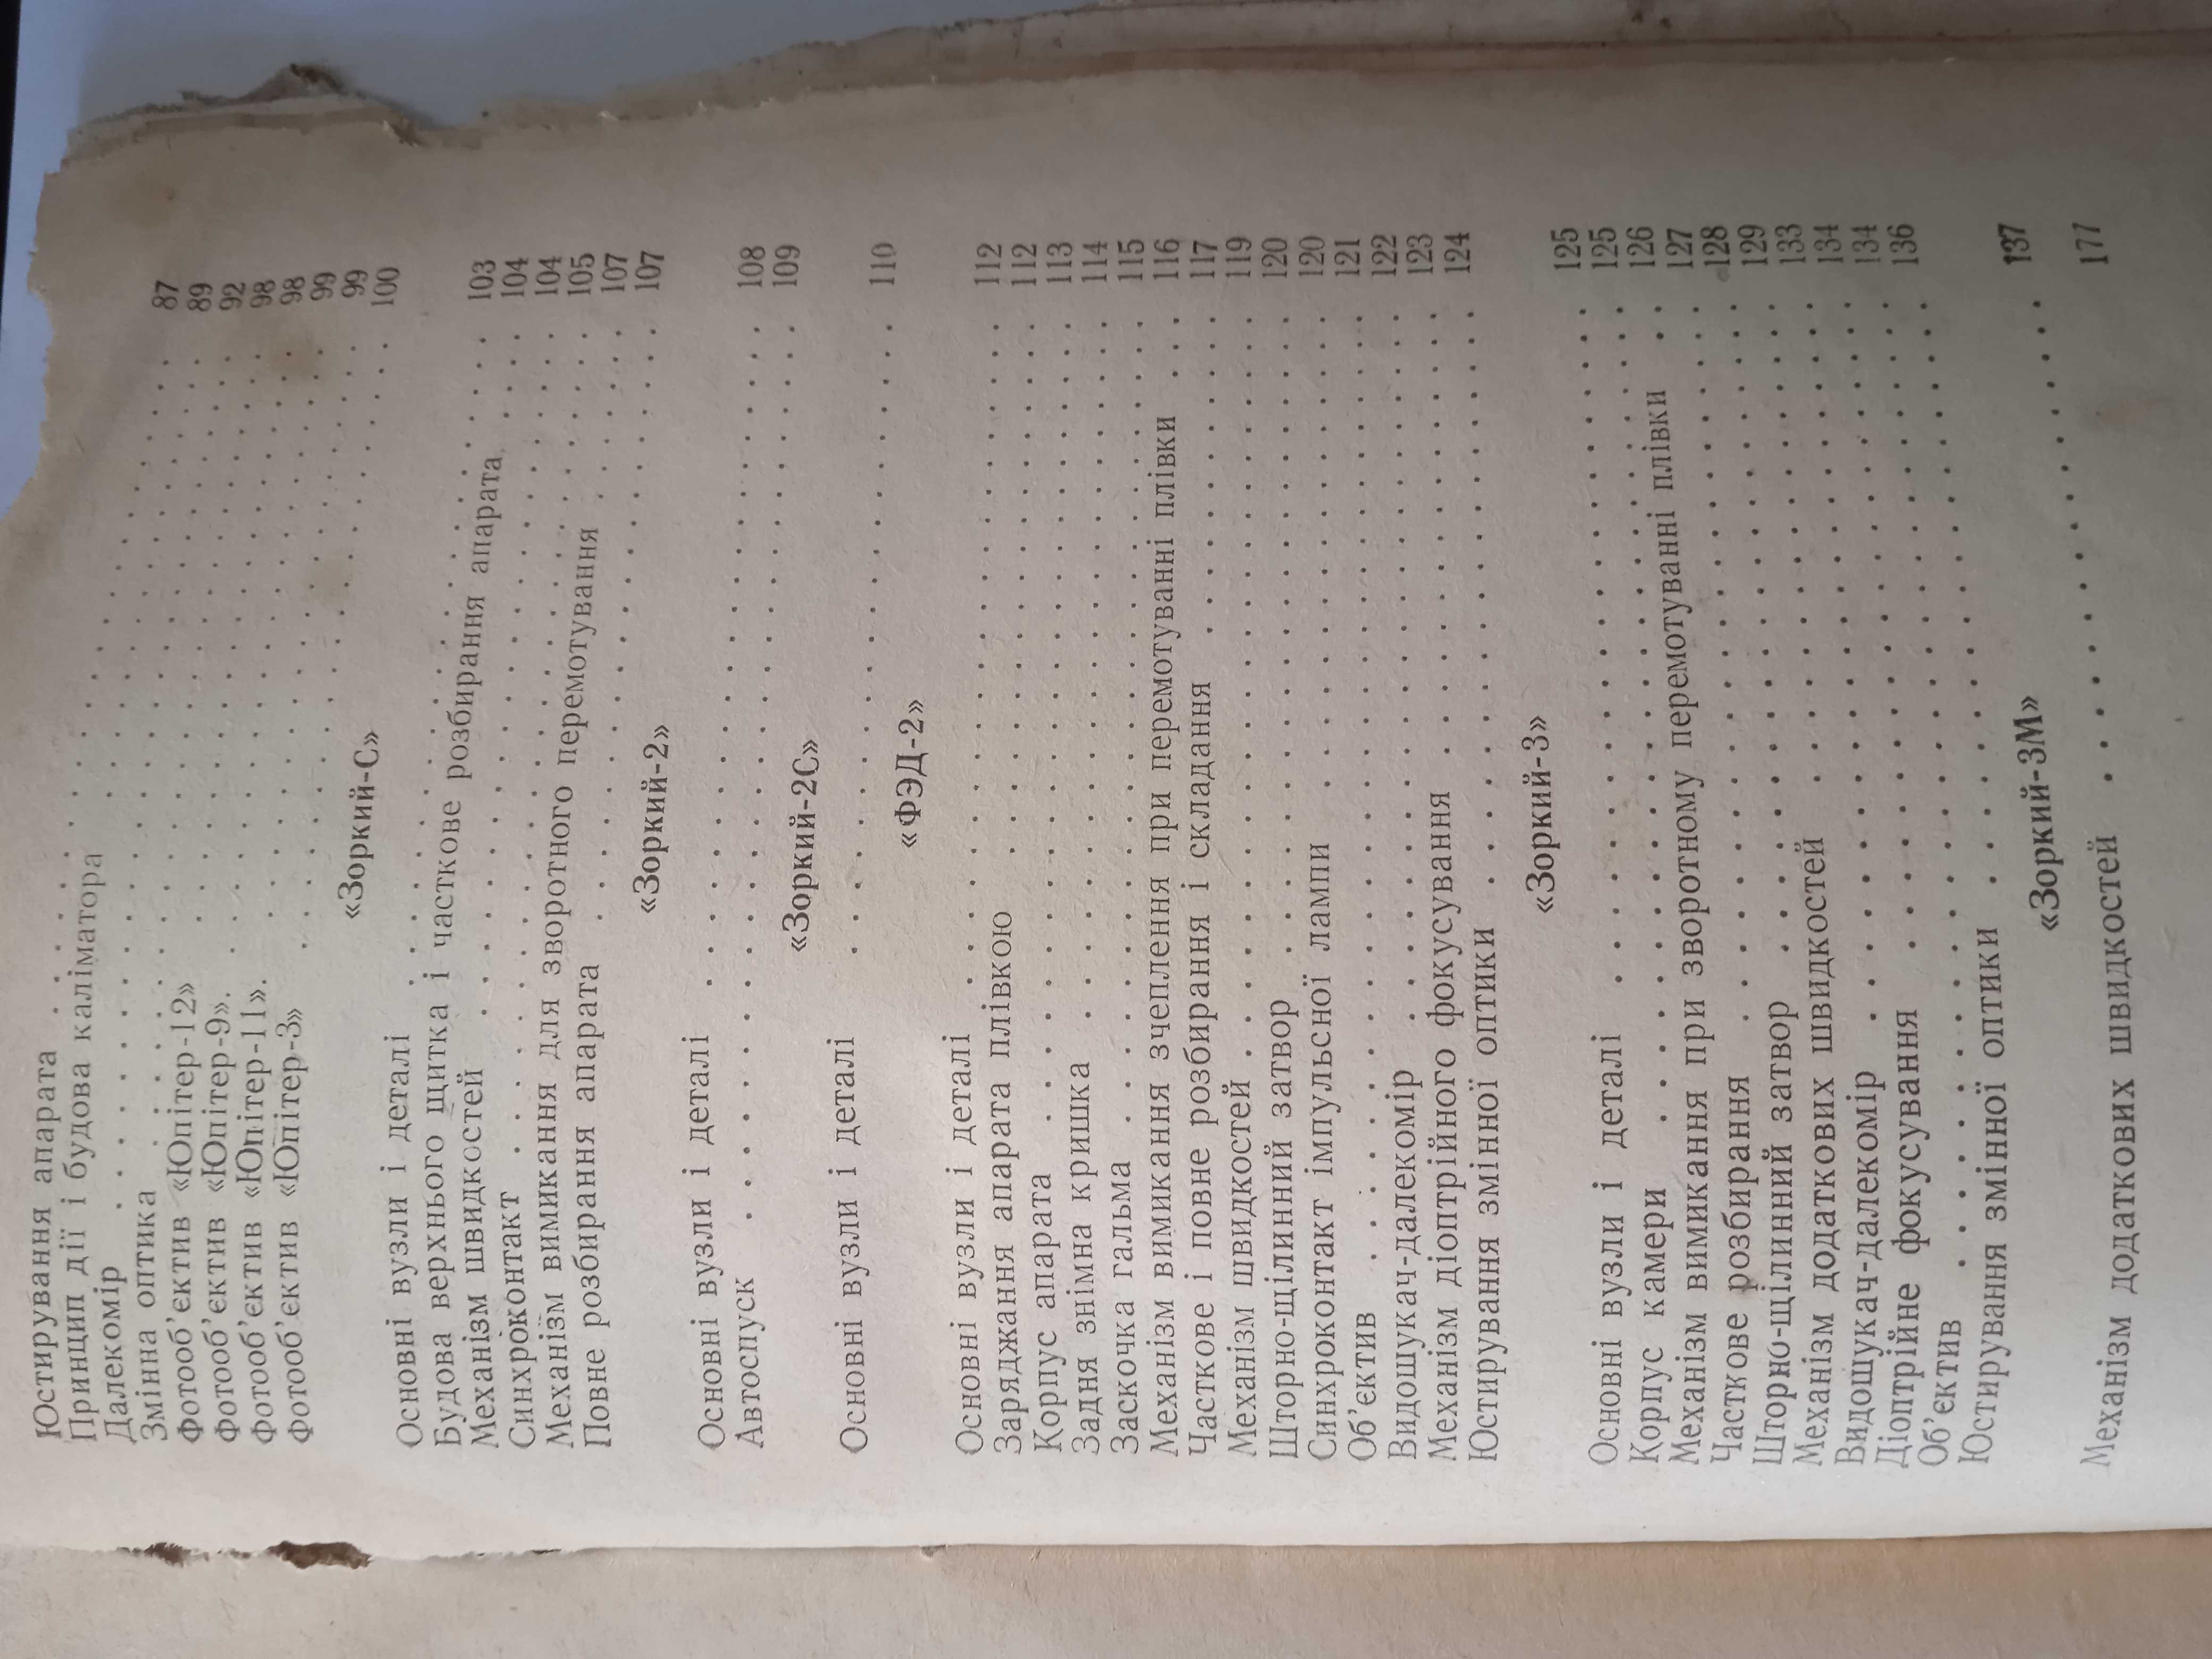 Юстирування апарата . . . . . . . . . . 87
Принцип дії і будова каліматора . . . . . . . . . . 89
Далекомір . . . . . . . . . . 92
Змінна оптика . . . . . . . . . . 98
Фотооб'єктив «Юпітер-12» . . . . . . . . . . 98
Фотооб'єктив «Юпітер-9» . . . . . . . . . . 99
Фотооб'єктив «Юпітер-11» . . . . . . . . . . 99
Фотооб'єктив «Юпітер-3» . . . . . . . . . . 100
«Зоркий-С»
Основні вузли і деталі . . . . . . . . . . 103
Будова верхнього щитка і часткове розбирання апарата . . . 104
Механізм швидкостей . . . . . . . . . . 104
Синхроконтакт . . . . . . . . . . 105
Механізм вимикання для зворотного перемотування . . . . 107
Повне розбирання апарата . . . . . . . . . . 107
«Зоркий-2»
Основні вузли і деталі . . . . . . . . . . 108
Автоспуск . . . . . . . . . . 109
«Зоркий-2С»
Основні вузли і деталі . . . . . . . . . . 110
«ФЭД-2»
Основні вузли і деталі . . . . . . . . . . 112
Заряджання апарата плівкою . . . . . . . . . . 112
Корпус апарата . . . . . . . . . . 113
Задня знімна кришка . . . . . . . . . . 114
Заскочка гальма . . . . . . . . . . 115
Механізм вимикання зчеплення при перемотуванні плівки . . . 116
Часткове і повне розбирання і складання . . . . . . . . 117
Механізм швидкостей . . . . . . . . . . 119
Шторно-щілинний затвор . . . . . . . . . . 120
Синхроконтакт імпульсної лампи . . . . . . . . . . 120
Об'єктив . . . . . . . . . . 121
Видошукач-далекомір . . . . . . . . . . 122
Механізм діоптрійного фокусування . . . . . . . . . . 123
Юстирування змінної оптики . . . . . . . . . . 124
«Зоркий-3»
Основні вузли і деталі . . . . . . . . . . 125
Корпус камери . . . . . . . . . . 125
Механізм вимикання при зворотному перемотуванні плівки . . 126
Часткове розбирання . . . . . . . . . . 127
Шторно-щілинний затвор . . . . . . . . . . 128
Механізм додаткових швидкостей . . . . . . . . . . 129
Видошукач-далекомір . . . . . . . . . . 133
Діоптрійне фокусування . . . . . . . . . . 134
Об'єктив . . . . . . . . . . 134
Юстирування змінної оптики . . . . . . . . . . 136
«Зоркий-3М»
Механізм додаткових швидкостей . . . . . . . . . . 137
177